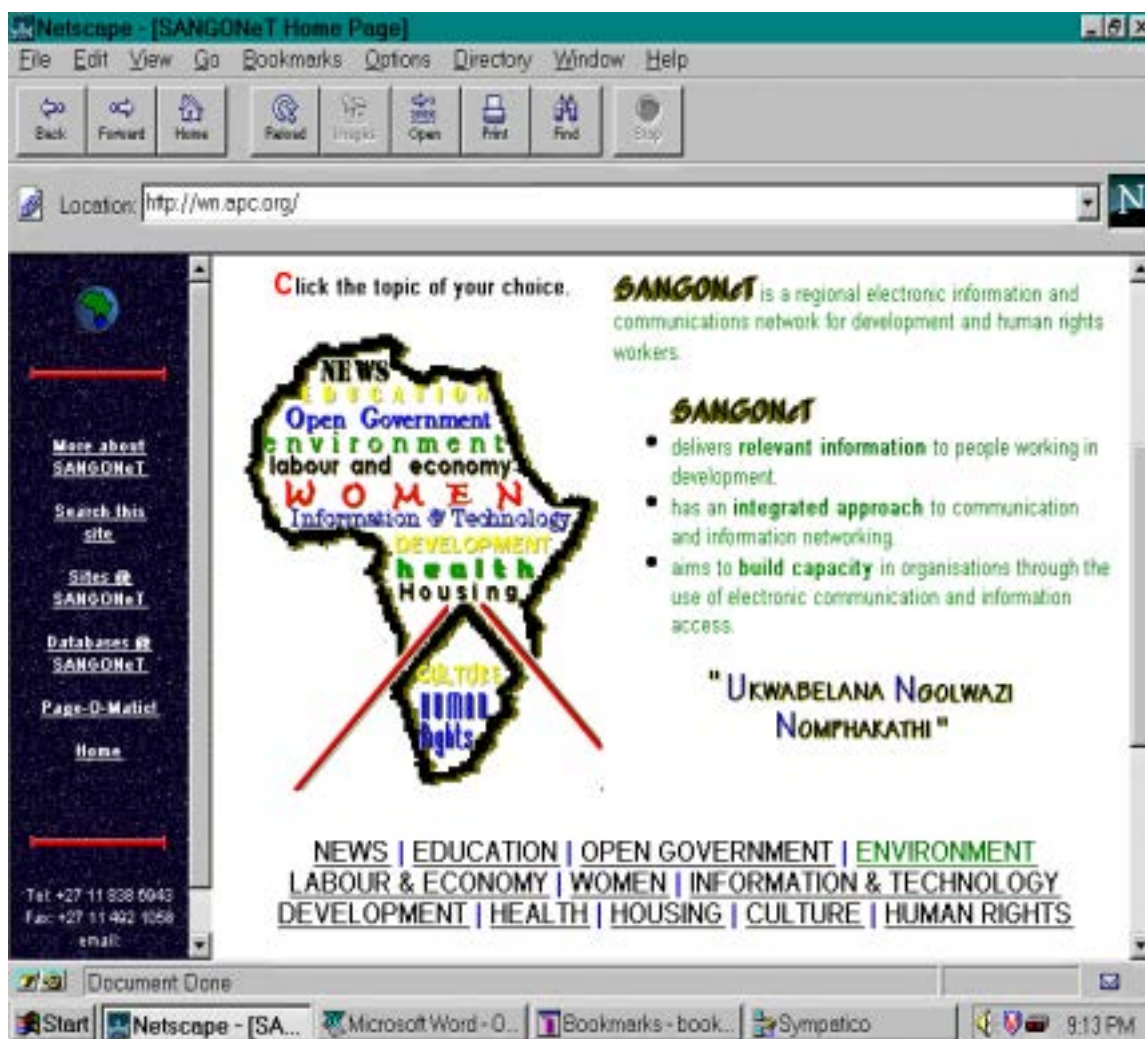 Netscape - [SANGONeT Home Page]
File Edit View Go Bookmarks Options Directory Window Help
Back Forward Home Reload Images Open Print Find Stop
Location: http://wn.apc.org/
N
More about
SANGONeT
Search this
site
Sites @
SANGONeT
Databases @
SANGONeT
Page-O-Matic!
Home
Tel: +27 11 838 6943
Fax: +27 11 492 1058
email:
Click the topic of your choice.
NEWS
EDUCATION
Open Government
environment
labour and economy
WOMEN
Information & Technology
DEVELOPMENT
health
Housing
CULTURE
HUMAN
Rights
SANGONeT is a regional electronic information and
communications network for development and human rights
workers.
SANGONeT
• delivers relevant information to people working in
development.
• has an integrated approach to communication
and information networking.
• aims to build capacity in organisations through the
use of electronic communication and information
access.
"UKWABELANA NGOLWAZI
NOMPHAKATHI"
NEWS | EDUCATION | OPEN GOVERNMENT | ENVIRONMENT
LABOUR & ECONOMY | WOMEN | INFORMATION & TECHNOLOGY
DEVELOPMENT | HEALTH | HOUSING | CULTURE | HUMAN RIGHTS
Document Done
Start Netscape - [SA... Microsoft Word - O... Bookmarks - book... Sympatico 9:13 PM